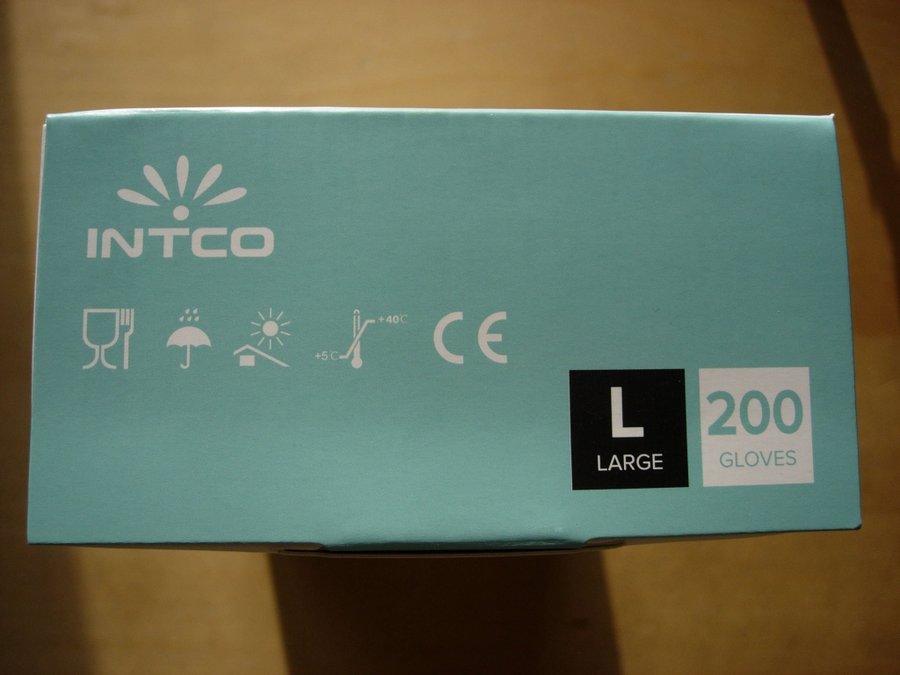 INTCO
+5°C +40°C CE
L
LARGE
200
GLOVES